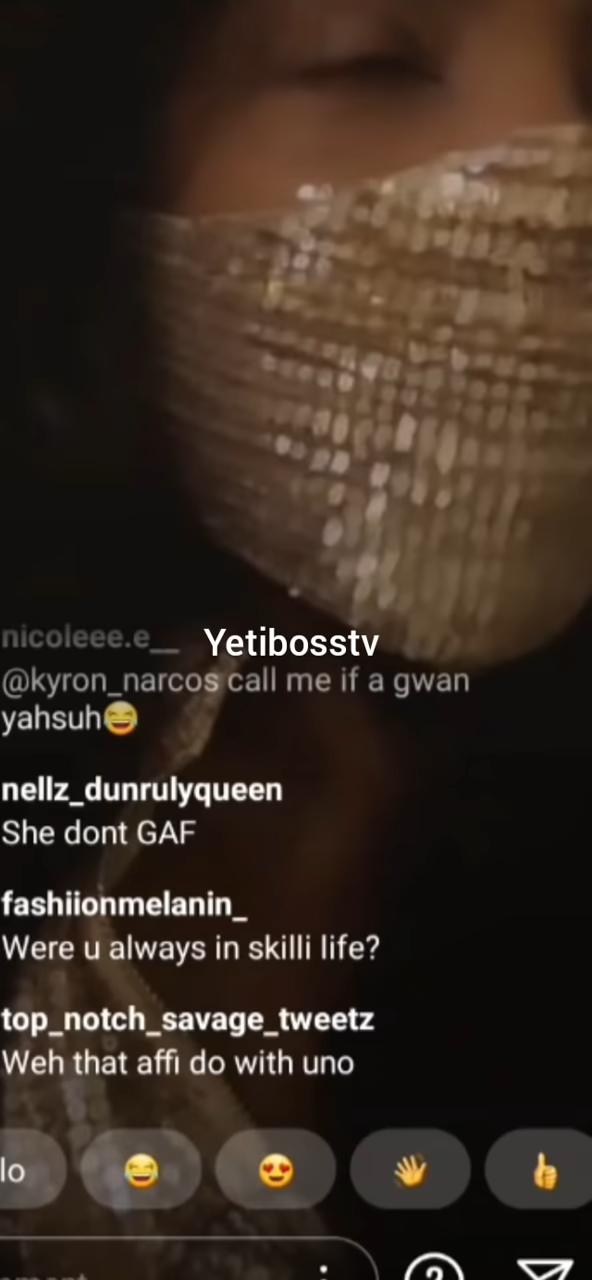 nicoleee.e__
Yetibosstv
@kyron_narcos call me if a gwan
yahsuh😂
nellz_dunrulyqueen
She dont GAF
fashiionmelanin_
Were u always in skilli life?
top_notch_savage_tweetz
Weh that affi do with uno
lo